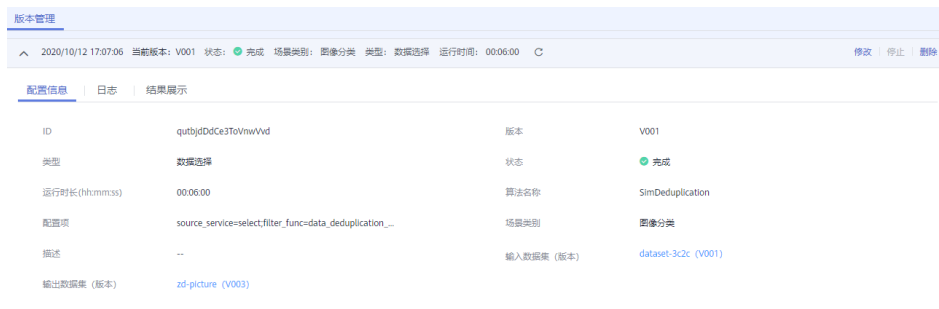 版本管理
2020/10/12 17:07:06 当前版本: V001 状态: 完成 场景类别: 图像分类 类型: 数据选择 运行时间: 00:06:00 修改 停止 删除
配置信息 日志 结果展示
ID qutbjdDdCe3ToVnwVvd 版本 V001
类型 数据选择 状态 完成
运行时长(hh:mm:ss) 00:06:00 算法名称 SimDeduplication
配置项 source_service=select;filter_func=data_deduplication_... 场景类别 图像分类
描述 -- 输入数据集（版本） dataset-3c2c（V001）
输出数据集（版本） zd-picture（V003）